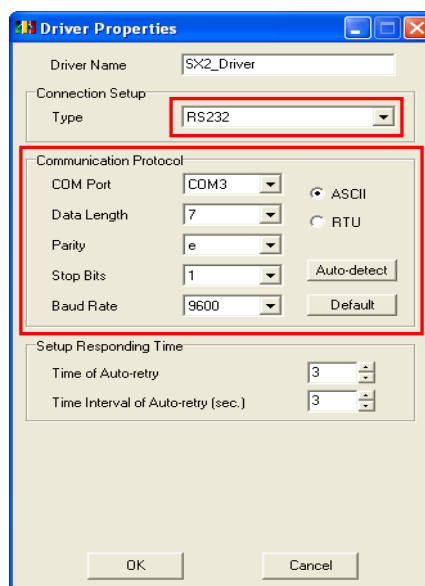 Driver Properties
Driver Name SX2_Driver
Connection Setup
Type RS232
Communication Protocol
COM Port COM3
ASCII
Data Length 7
RTU
Parity e
Stop Bits 1 Auto-detect
Baud Rate 9600 Default
Setup Responding Time
Time of Auto-retry 3
Time Interval of Auto-retry (sec.) 3
OK Cancel